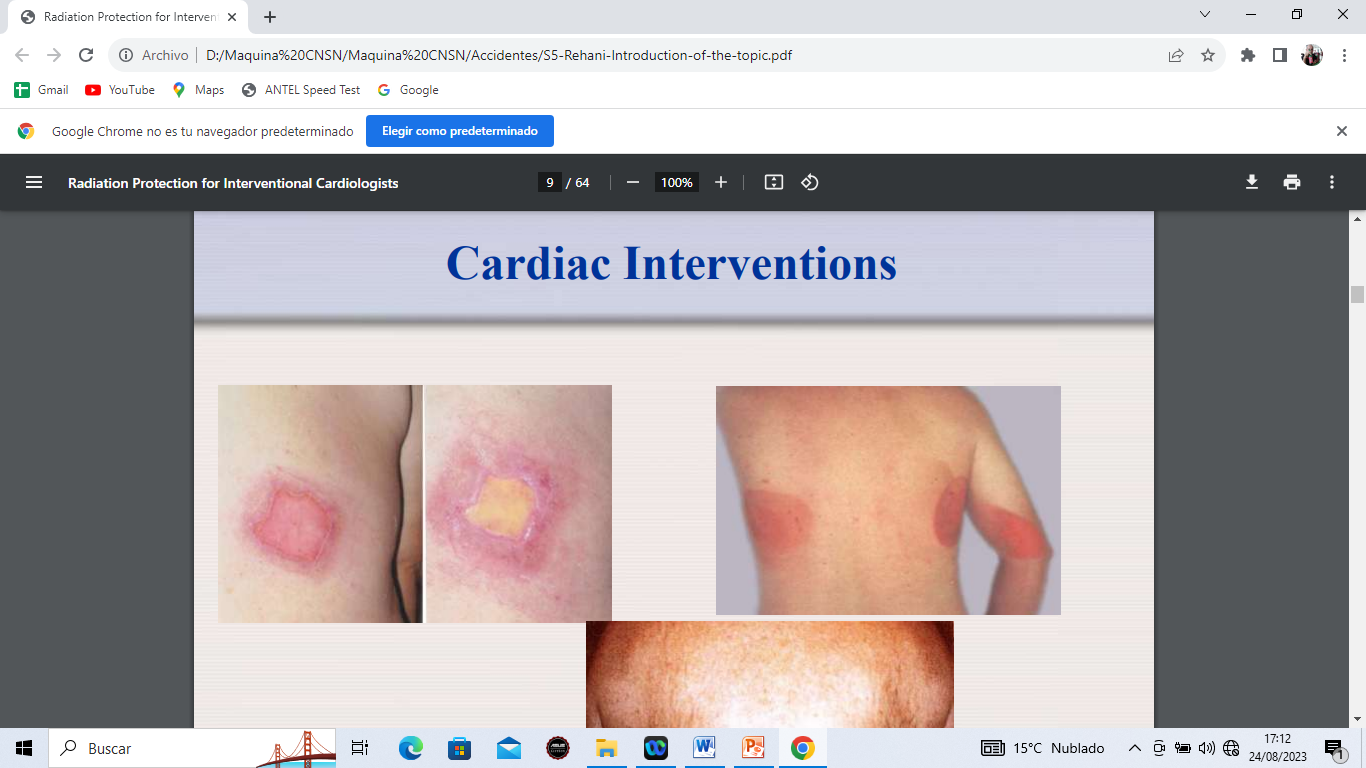 Radiation Protection for Interven
Archivo
D:/Maquina%20CNSN/Maquina%20CNSN/Accidentes/S5-Rehani-Introduction-of-the-topic.pdf
Gmail
YouTube
Maps
ANTEL Speed Test
Google
Google Chrome no es tu navegador predeterminado
Elegir como predeterminado
Radiation Protection for Interventional Cardiologists
9 / 64
100%
Cardiac Interventions
Buscar
15°C Nublado
17:12
24/08/2023
1